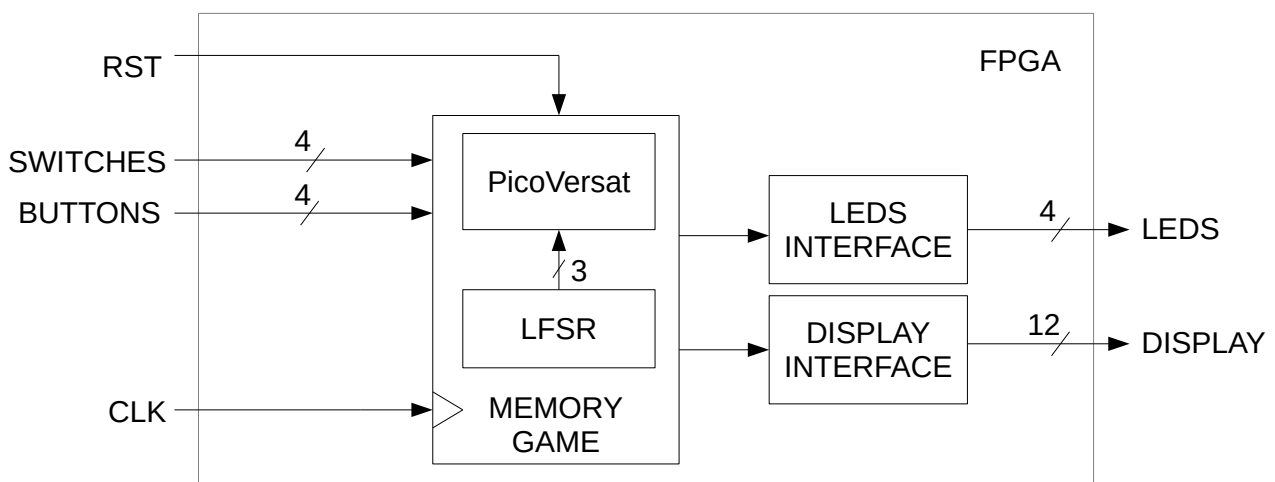 RST
FPGA
SWITCHES
4
BUTTONS
4
PicoVersat
3
LFSR
CLK
MEMORY
GAME
LEDS
INTERFACE
4
LEDS
DISPLAY
INTERFACE
12
DISPLAY